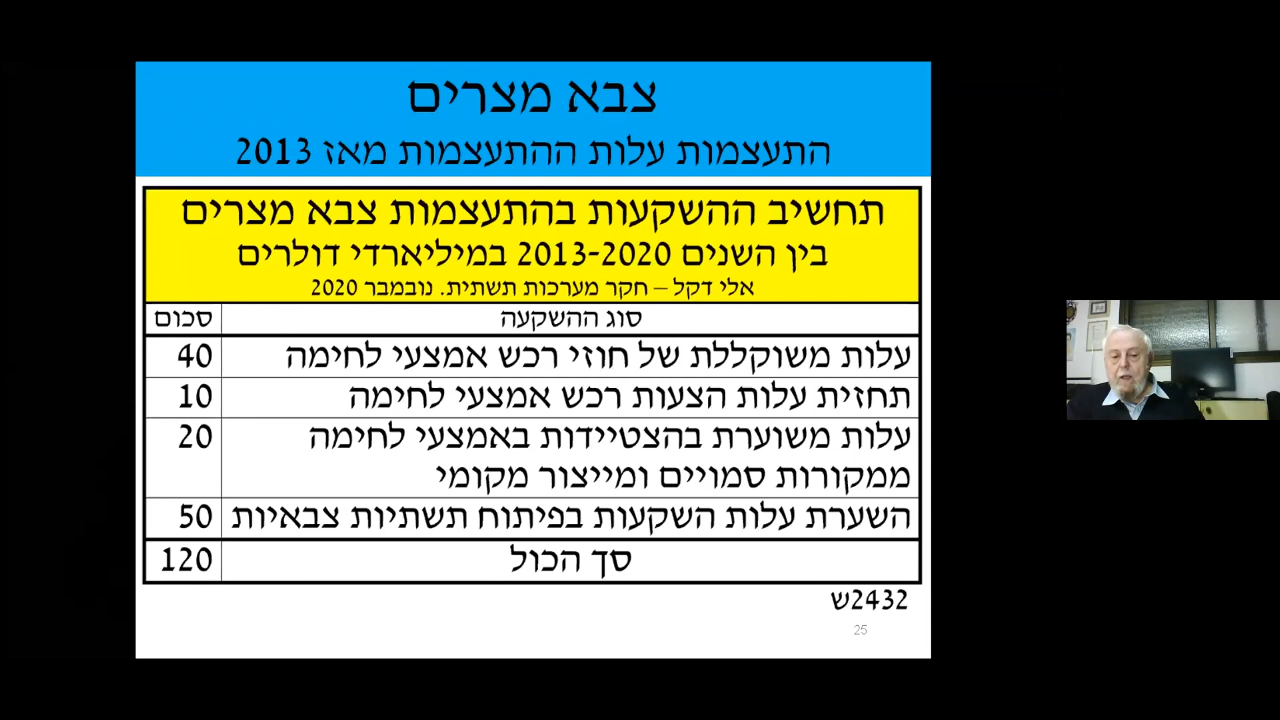 צבא מצרים
התעצמות עלות ההתעצמות מאז 2013
תחשיב ההשקעות בהתעצמות צבא מצרים
בין השנים 2013-2020 במיליארדי דולרים
אלי דקל – חקר מערכות תשתית. נובמבר 2020
סוג ההשקעה סכום
עלות משוקללת של חוזי רכש אמצעי לחימה 40
תחזית עלות הצעות רכש אמצעי לחימה 10
עלות משוערת בהצטיידות באמצעי לחימה 20
ממקורות סמויים ומייצור מקומי
השערת עלות השקעות בפיתוח תשתיות צבאיות 50
סך הכול 120
2432ש
25